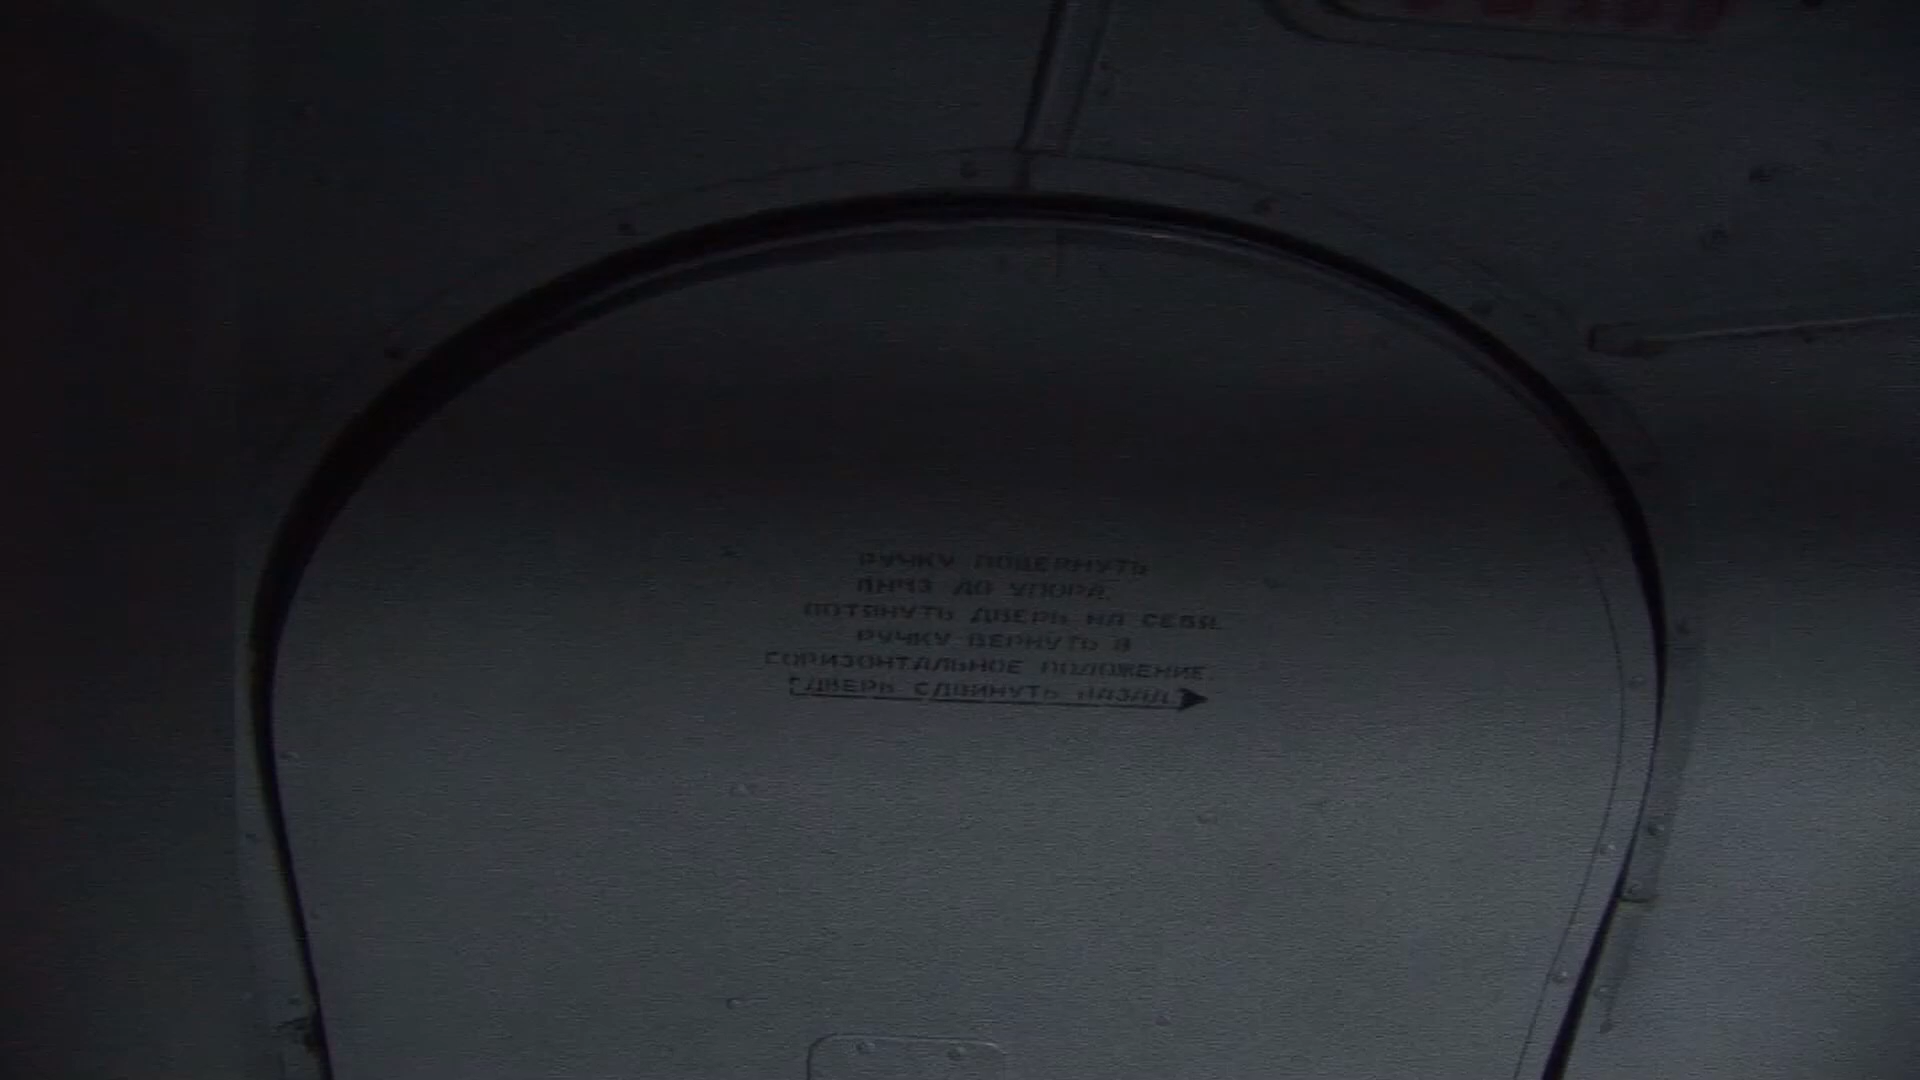 РУЧКУ ПОВЕРНУТЬ
ВНИЗ ДО УПОРА.
ПОТЯНУТЬ ДВЕРЬ НА СЕБЯ.
РУЧКУ ВЕРНУТЬ В
ГОРИЗОНТАЛЬНОЕ ПОЛОЖЕНИЕ.
ДВЕРЬ СДВИНУТЬ НАЗАД